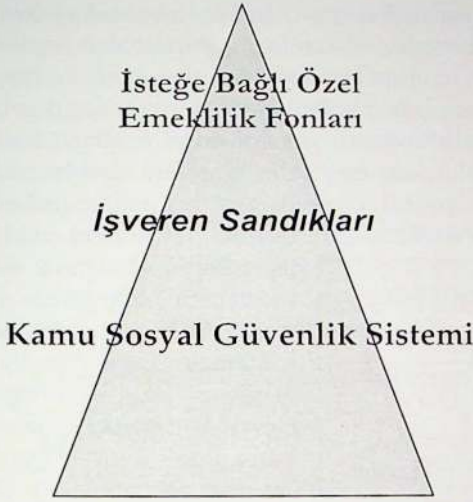 İsteğe Bağlı Özel
Emeklilik Fonları
İşveren Sandıkları
Kamu Sosyal Güvenlik Sistemi